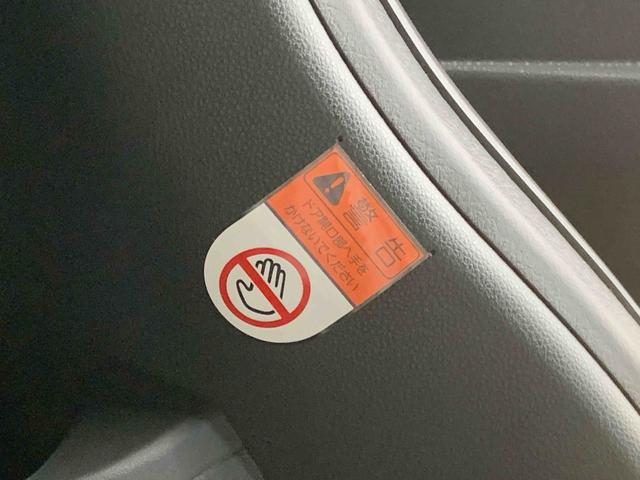 警告
ドア開口部へ手を
かけないでください